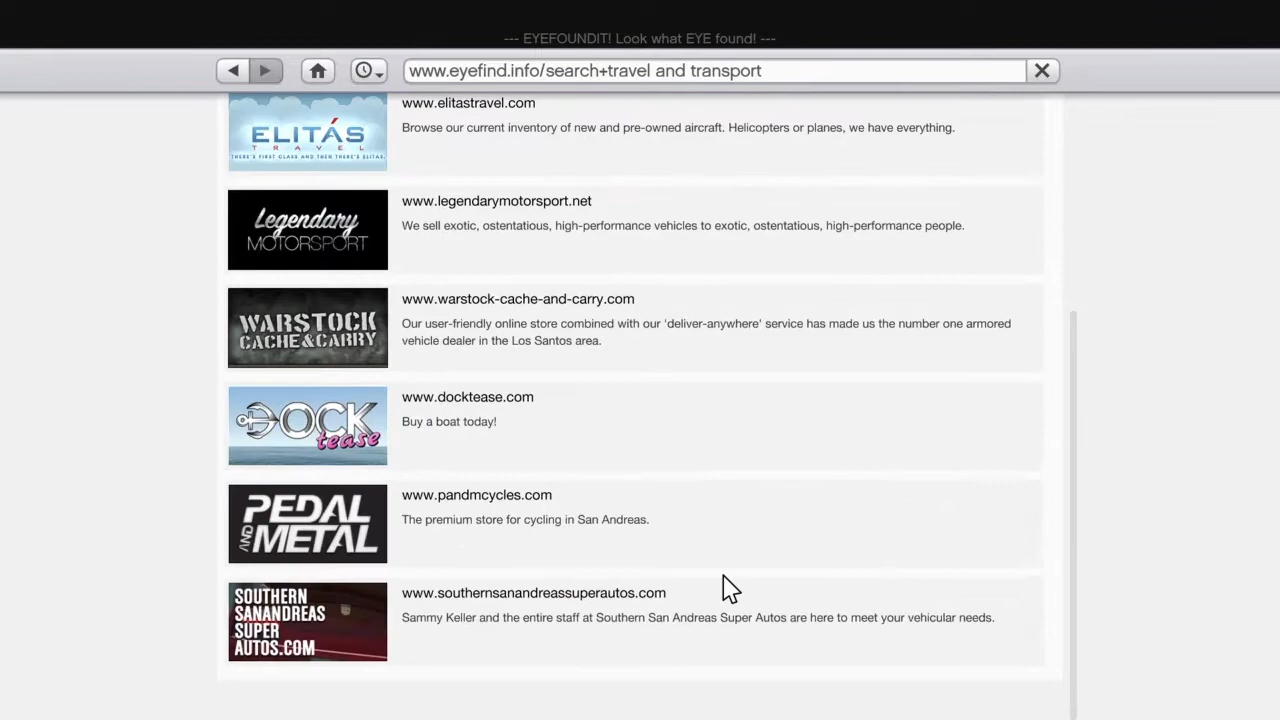 --- EYEFOUNDIT! Look what EYE found! ---
www.eyefind.info/search+travel and transport
ELITÁS
TRAVEL
THERE'S FIRST CLASS AND THEN THERE'S ELITAS.
www.elitastravel.com
Browse our current inventory of new and pre-owned aircraft. Helicopters or planes, we have everything.
Legendary
MOTORSPORT
www.legendarymotorsport.net
We sell exotic, ostentatious, high-performance vehicles to exotic, ostentatious, high-performance people.
WARSTOCK
CACHE&CARRY
www.warstock-cache-and-carry.com
Our user-friendly online store combined with our 'deliver-anywhere' service has made us the number one armored
vehicle dealer in the Los Santos area.
DOCK
tease
www.docktease.com
Buy a boat today!
PEDAL
AND METAL
www.pandmcycles.com
The premium store for cycling in San Andreas.
SOUTHERN
SANANDREAS
SUPER
AUTOS.COM
www.southernsanandreassuperautos.com
Sammy Keller and the entire staff at Southern San Andreas Super Autos are here to meet your vehicular needs.